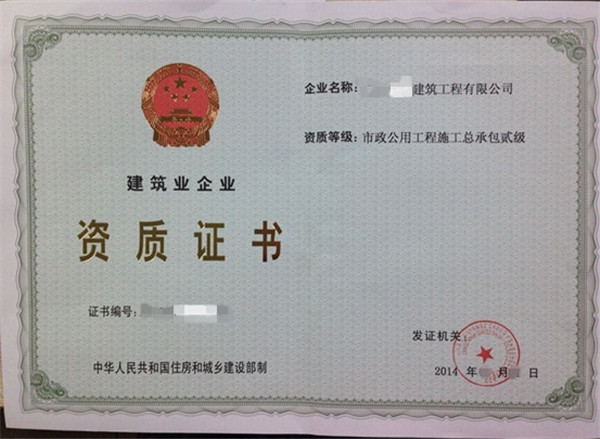 建筑业企业
资质证书
证书编号:
中华人民共和国住房和城乡建设部制
企业名称: 建筑工程有限公司
资质等级: 市政公用工程施工总承包贰级
发证机关:
2014 年 月 日